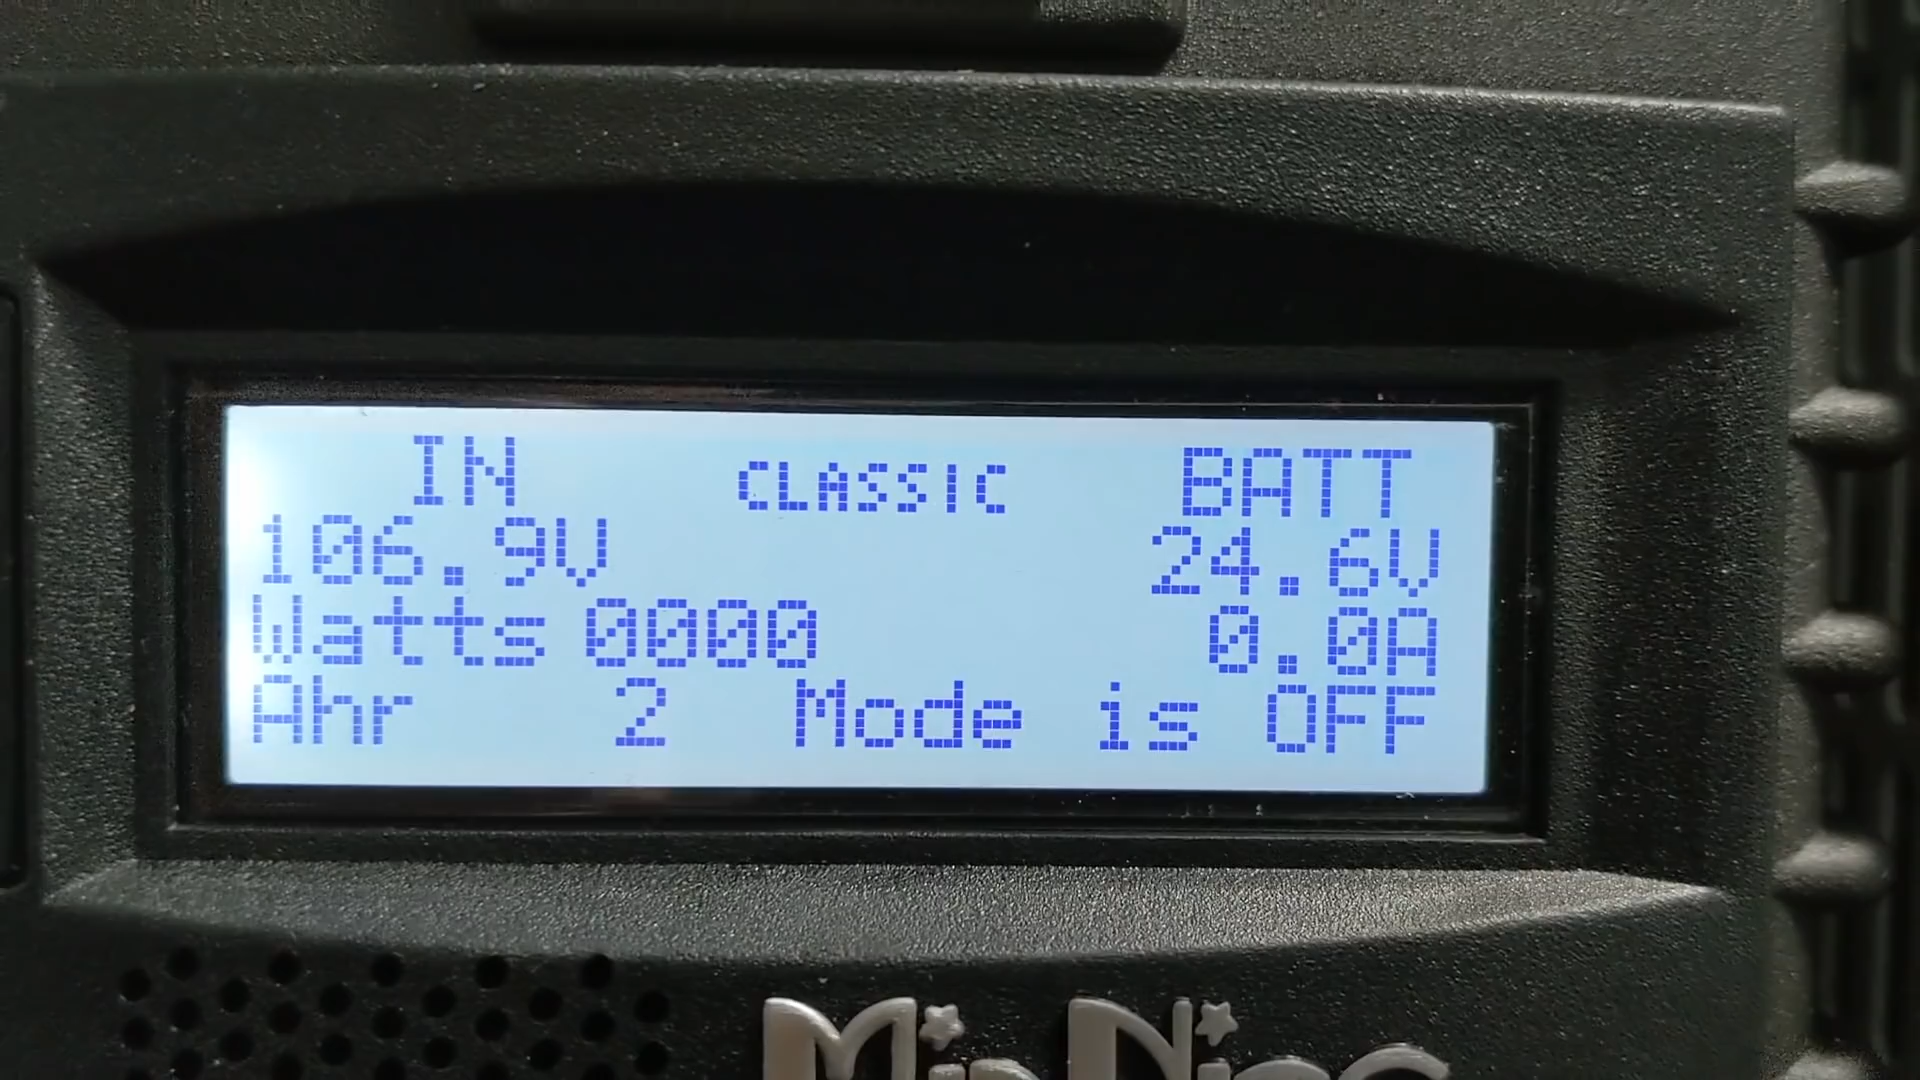 IN CLASSIC BATT
106.9V 24.6V
Watts 0000 0.0A
Ahr 2 Mode is OFF